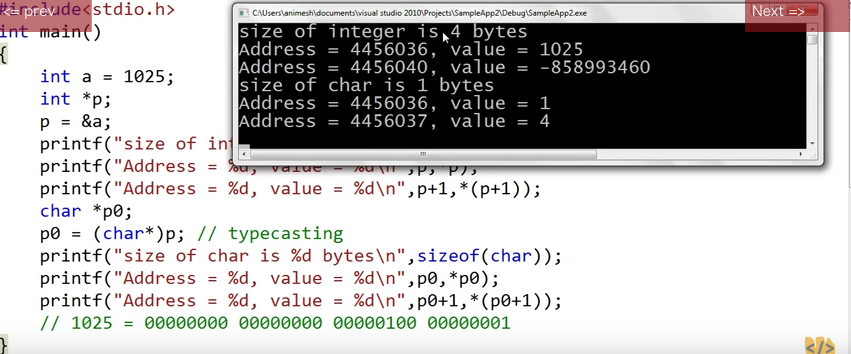 #include<stdio.h>
<= prev
int main()
{
int a = 1025;
int *p;
p = &a;
printf("size of int
printf("Address = %d, value = %d\n",p,*p);
printf("Address = %d, value = %d\n",p+1,*(p+1));
char *p0;
p0 = (char*)p; // typecasting
printf("size of char is %d bytes\n",sizeof(char));
printf("Address = %d, value = %d\n",p0,*p0);
printf("Address = %d, value = %d\n",p0+1,*(p0+1));
// 1025 = 00000000 00000000 00000100 00000001
}
C:\Users\animesh\documents\visual studio 2010\Projects\SampleApp2\Debug\SampleApp2.exe
Next =>
size of integer is 4 bytes
Address = 4456036, value = 1025
Address = 4456040, value = -858993460
size of char is 1 bytes
Address = 4456036, value = 1
Address = 4456037, value = 4